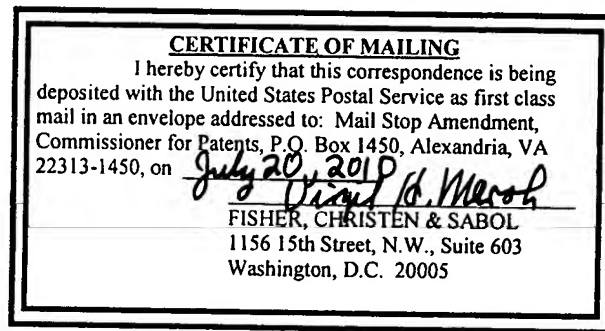 CERTIFICATE OF MAILING
I hereby certify that this correspondence is being
deposited with the United States Postal Service as first class
mail in an envelope addressed to: Mail Stop Amendment,
Commissioner for Patents, P.O. Box 1450, Alexandria, VA
22313-1450, on July 20, 2010
Virgil H. Marsh
FISHER, CHRISTEN & SABOL
1156 15th Street, N.W., Suite 603
Washington, D.C. 20005